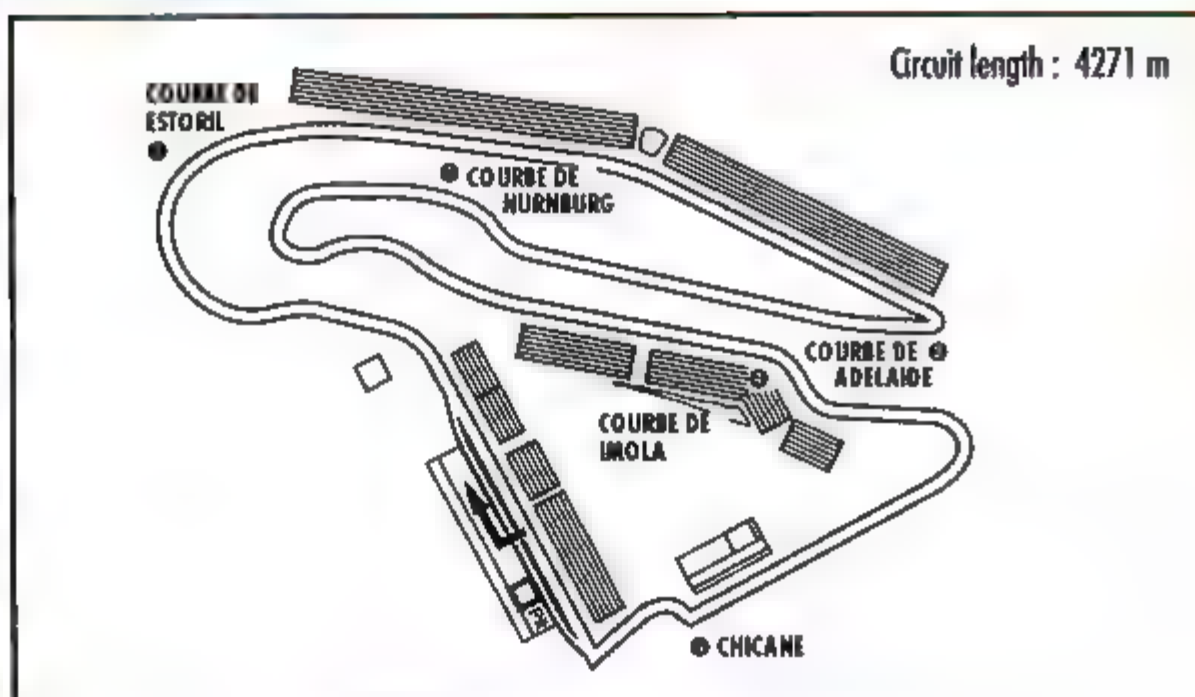 Circuit length : 4271 m
COURBE DE
ESTORIL
COURBE DE
NURNBURG
COURBE DE
ADELAIDE
COURBE DE
IMOLA
CHICANE